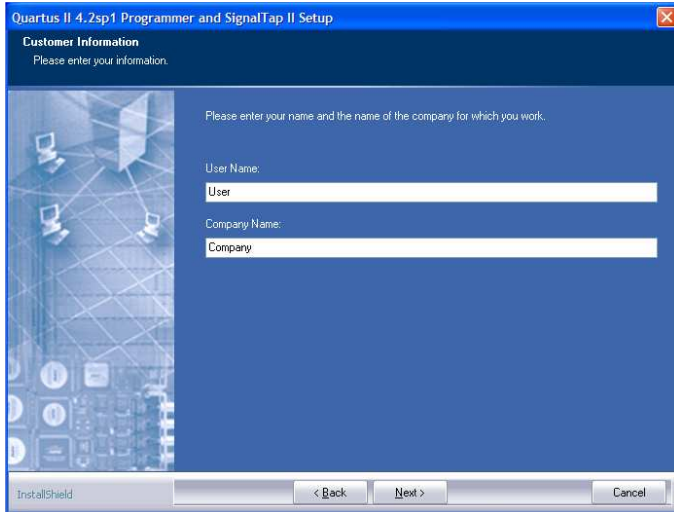 Quartus II 4.2sp1 Programmer and SignalTap II Setup
Customer Information
Please enter your information.
Please enter your name and the name of the company for which you work.
User Name:
User
Company Name:
Company
InstallShield
< Back
Next >
Cancel